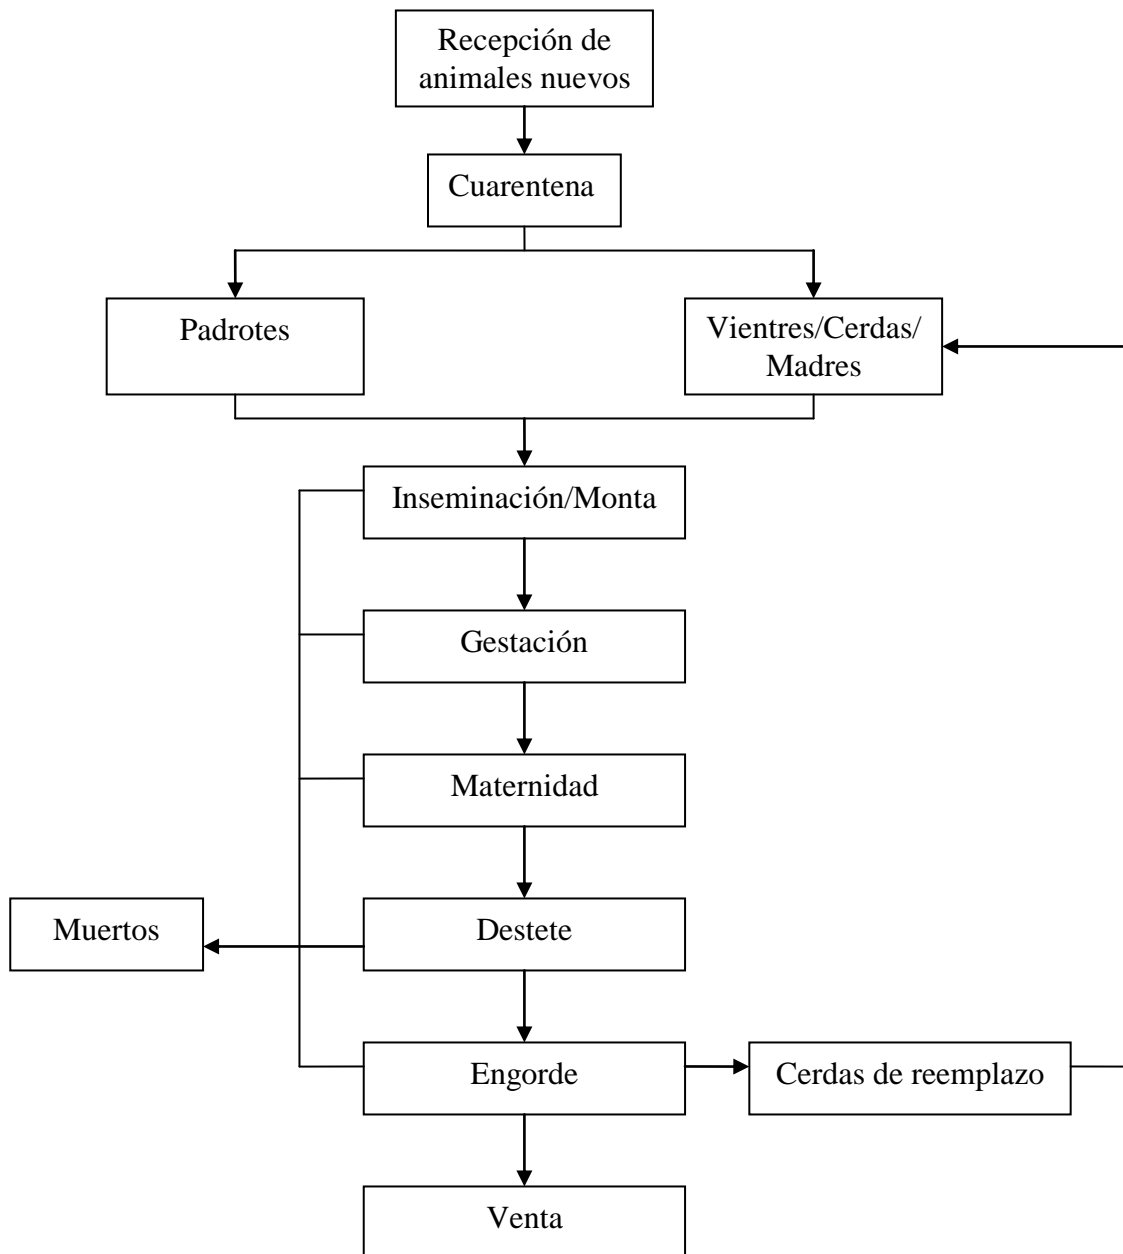 Recepción de
animales nuevos
Cuarentena
Padrotes
Vientres/Cerdas/
Madres
Inseminación/Monta
Gestación
Maternidad
Muertos
Destete
Engorde
Cerdas de reemplazo
Venta